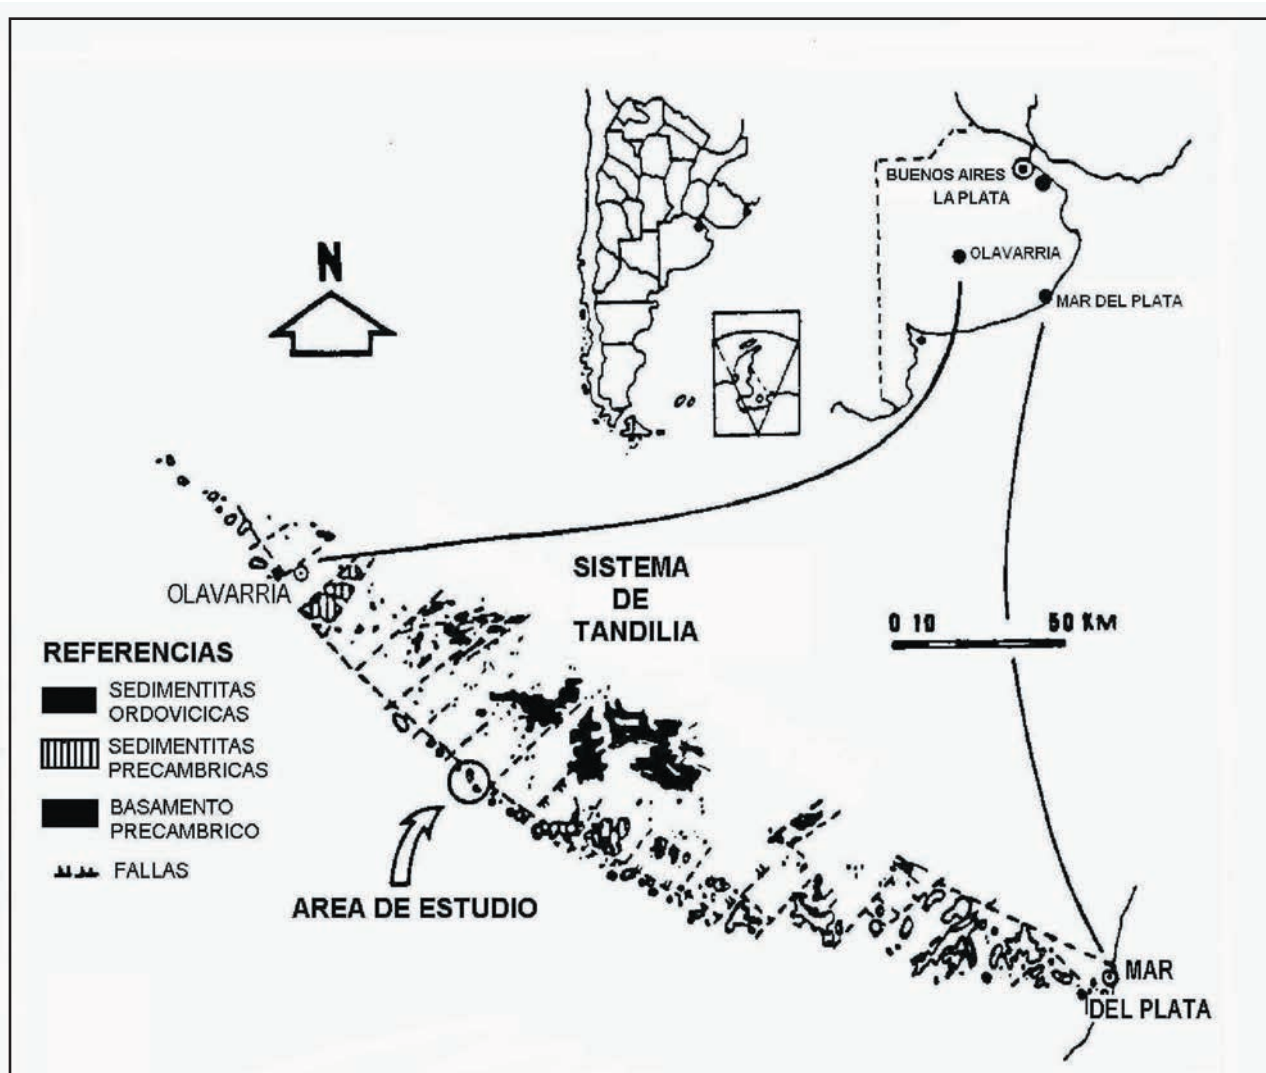 BUENOS AIRES
LA PLATA
OLAVARRIA
MAR DEL PLATA
N
SISTEMA
DE
TANDILIA
0 10 50 KM
OLAVARRIA
REFERENCIAS
SEDIMENTITAS
ORDOVICICAS
SEDIMENTITAS
PRECAMBRICAS
BASAMENTO
PRECAMBRICO
FALLAS
AREA DE ESTUDIO
MAR
DEL PLATA